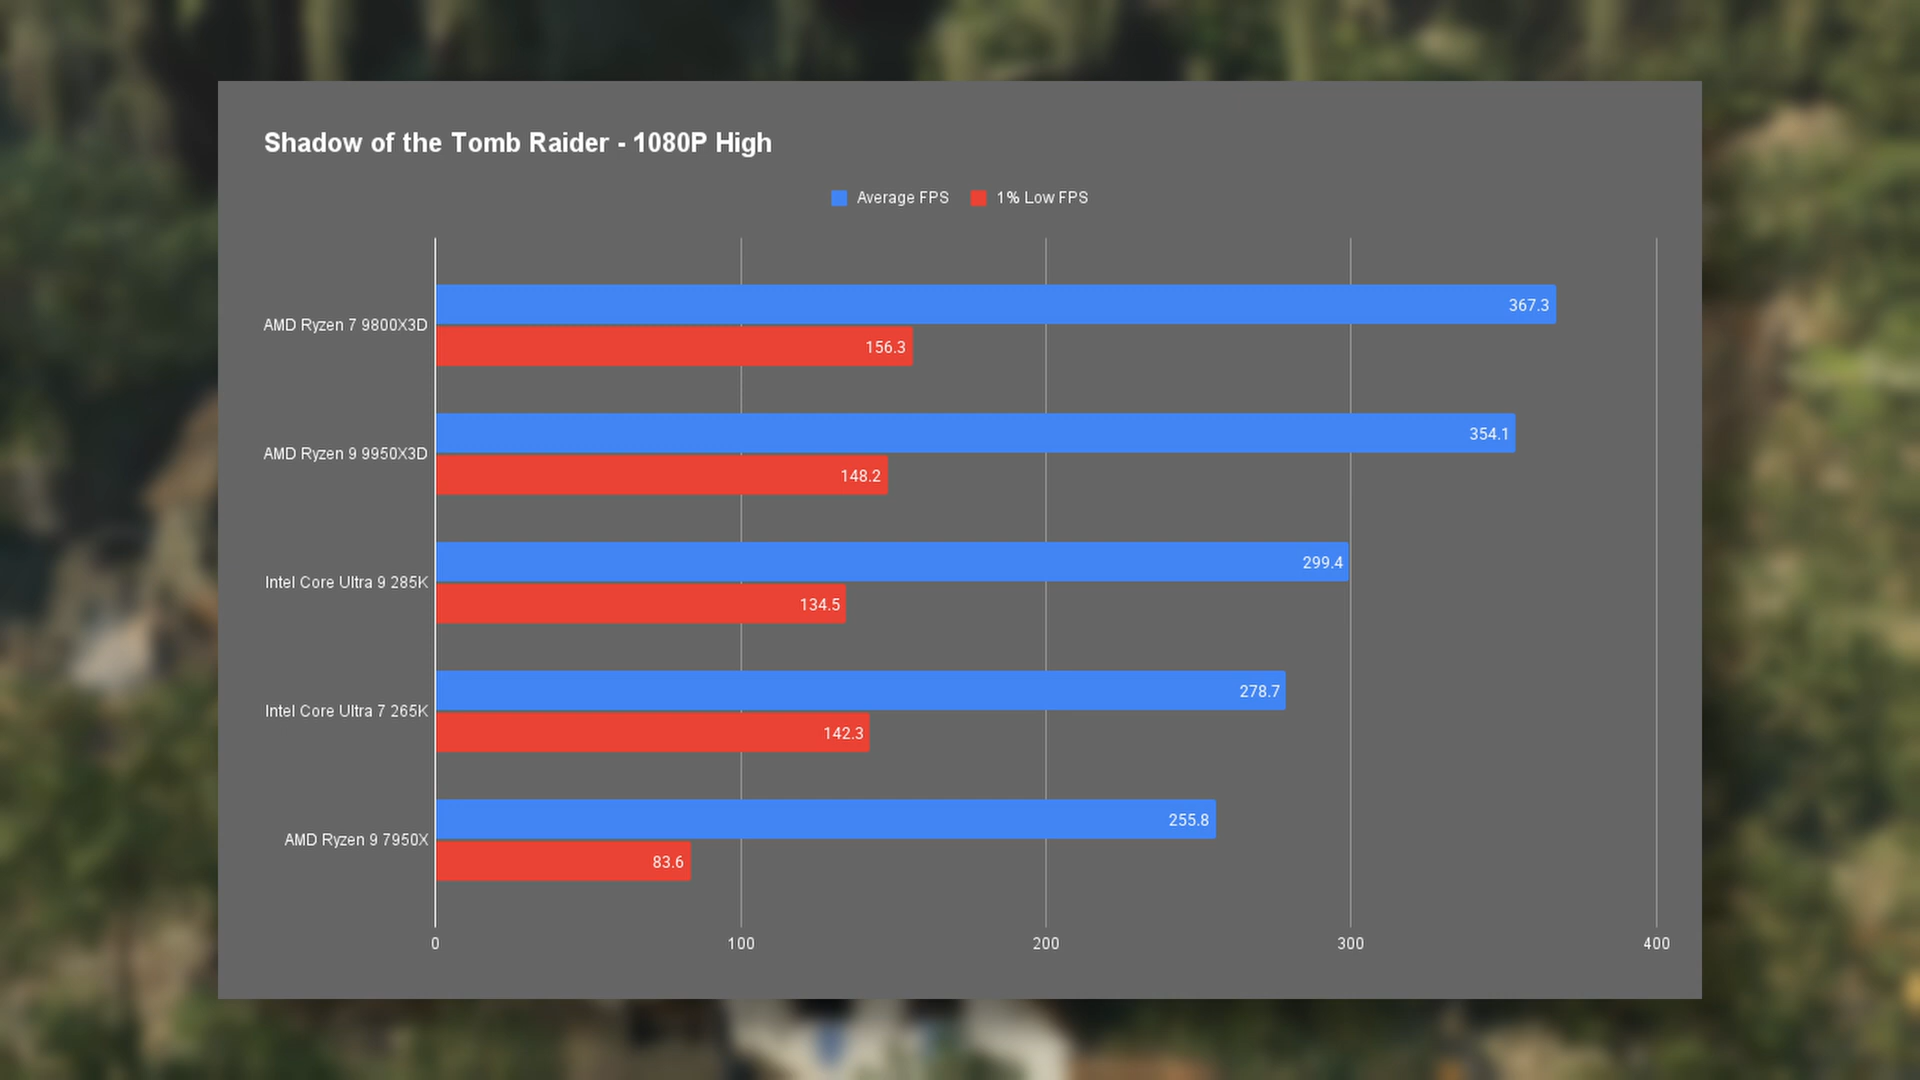 Shadow of the Tomb Raider - 1080P High
Average FPS 1% Low FPS
AMD Ryzen 7 9800X3D
367.3
156.3
AMD Ryzen 9 9950X3D
354.1
148.2
Intel Core Ultra 9 285K
299.4
134.5
Intel Core Ultra 7 265K
278.7
142.3
AMD Ryzen 9 7950X
255.8
83.6
0 100 200 300 400